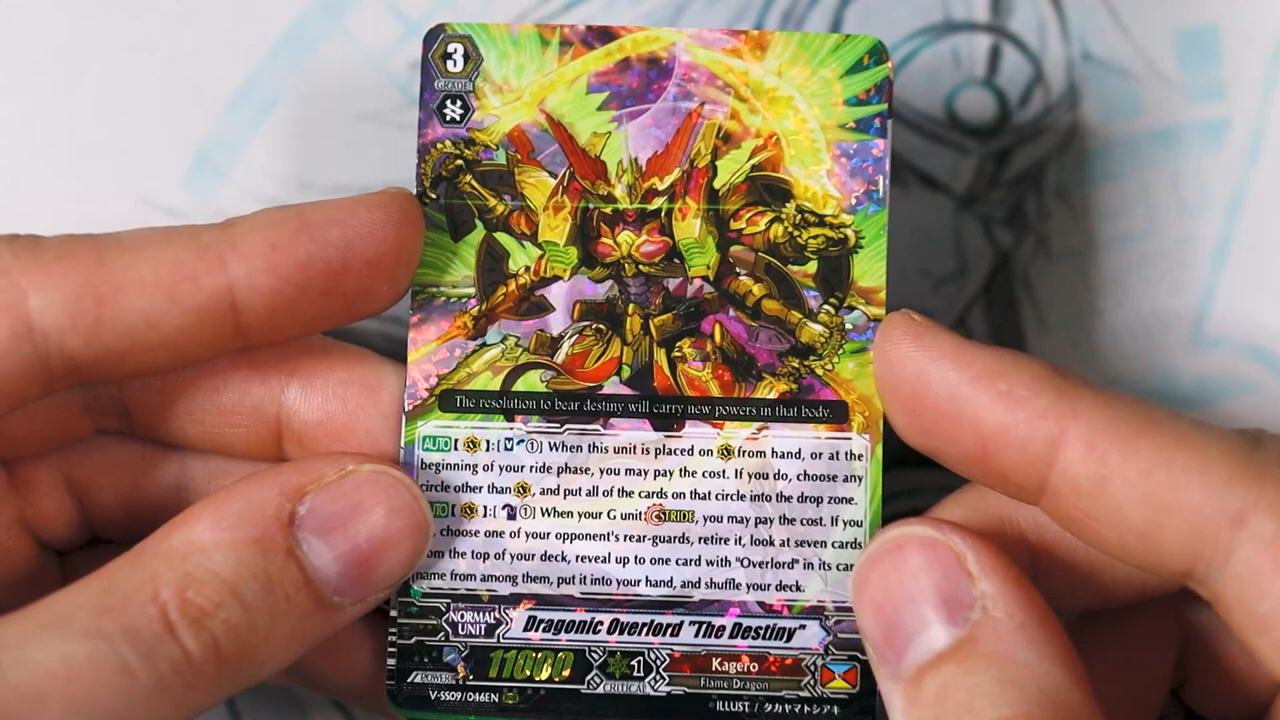 3
GRADE
The resolution to bear destiny will carry new powers in that body.
AUTO【 】:[ ①] When this unit is placed on from hand, or at the
beginning of your ride phase, you may pay the cost. If you do, choose any
circle other than , and put all of the cards on that circle into the drop zone.
【 】:[ ①] When your G unit STRIDE, you may pay the cost. If you
, choose one of your opponent's rear-guards, retire it, look at seven cards
the top of your deck, reveal up to one card with "Overlord" in its
name from among them, put it into your hand, and shuffle your deck.
NORMAL
UNIT
Dragonic Overlord "The Destiny"
POWER
11000
1
CRITICAL
Kagero
Flame Dragon
V-SS09/046EN RRR
ILLUST / タカヤマトシアキ